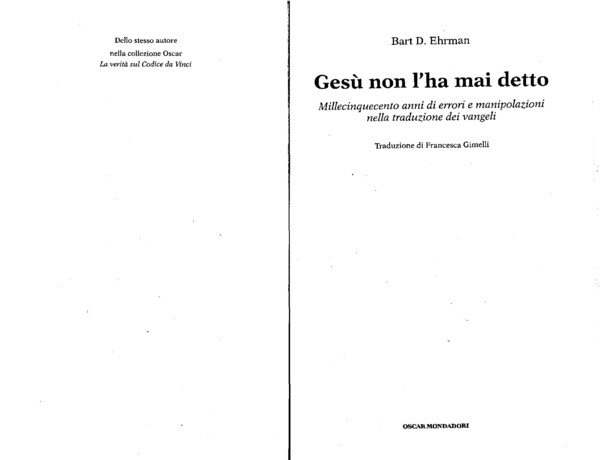 Dello stesso autore
nella collezione Oscar
La verità sul Codice da Vinci
Bart D. Ehrman
Gesù non l'ha mai detto
Millecinquecento anni di errori e manipolazioni
nella traduzione dei vangeli
Traduzione di Francesca Gimelli
OSCAR MONDADORI